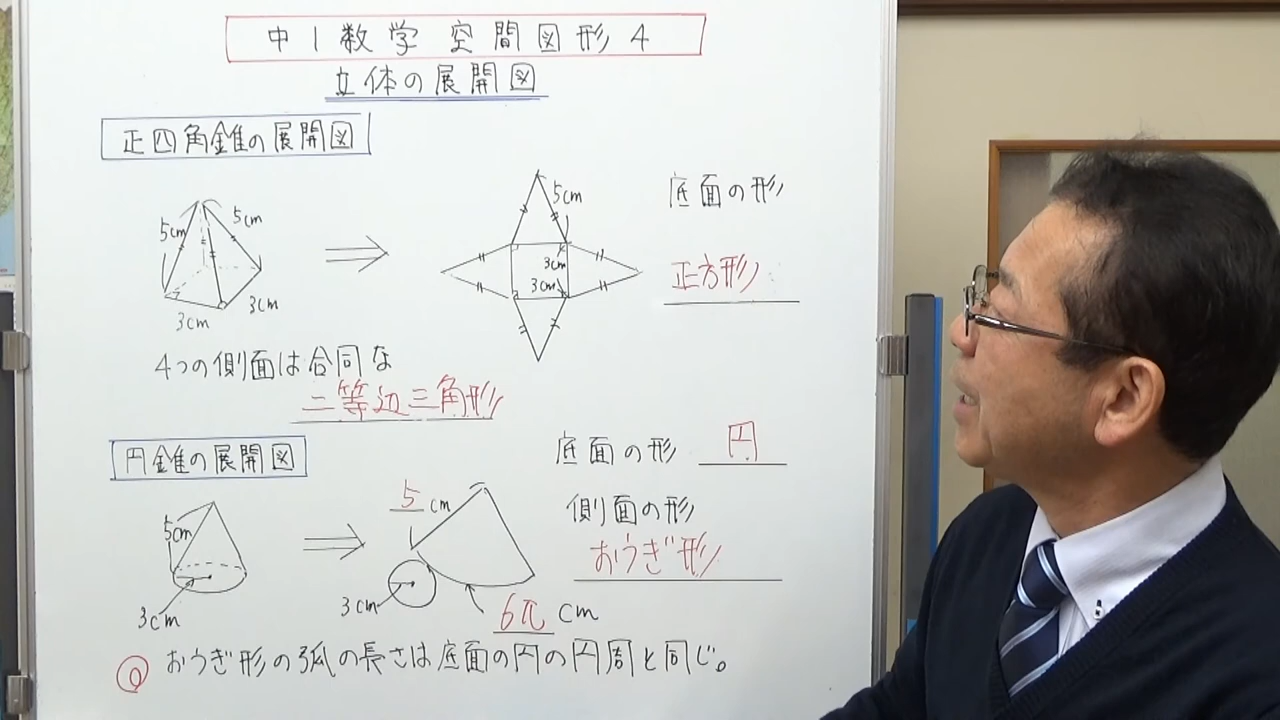 中1数学 空間図形4
立体の展開図
正四角錐の展開図
5cm
5cm
3cm
3cm
5cm
3cm
3cm
底面の形
正方形
4つの側面は合同な
二等辺三角形
円錐の展開図
5cm
3cm
5cm
3cm
6π cm
底面の形 円
側面の形
おうぎ形
おうぎ形の弧の長さは底面の円の円周と同じ。